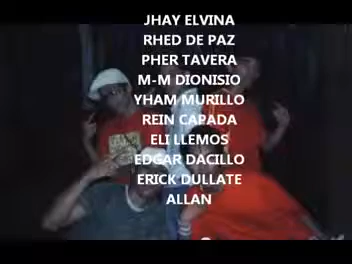 JHAY ELVINA
RHED DE PAZ
PHER TAVERA
M-M DIONISIO
YHAM MURILLO
REIN CAPADA
ELI LLEMOS
EDGAR DACILLO
ERICK DULLATE
ALLAN